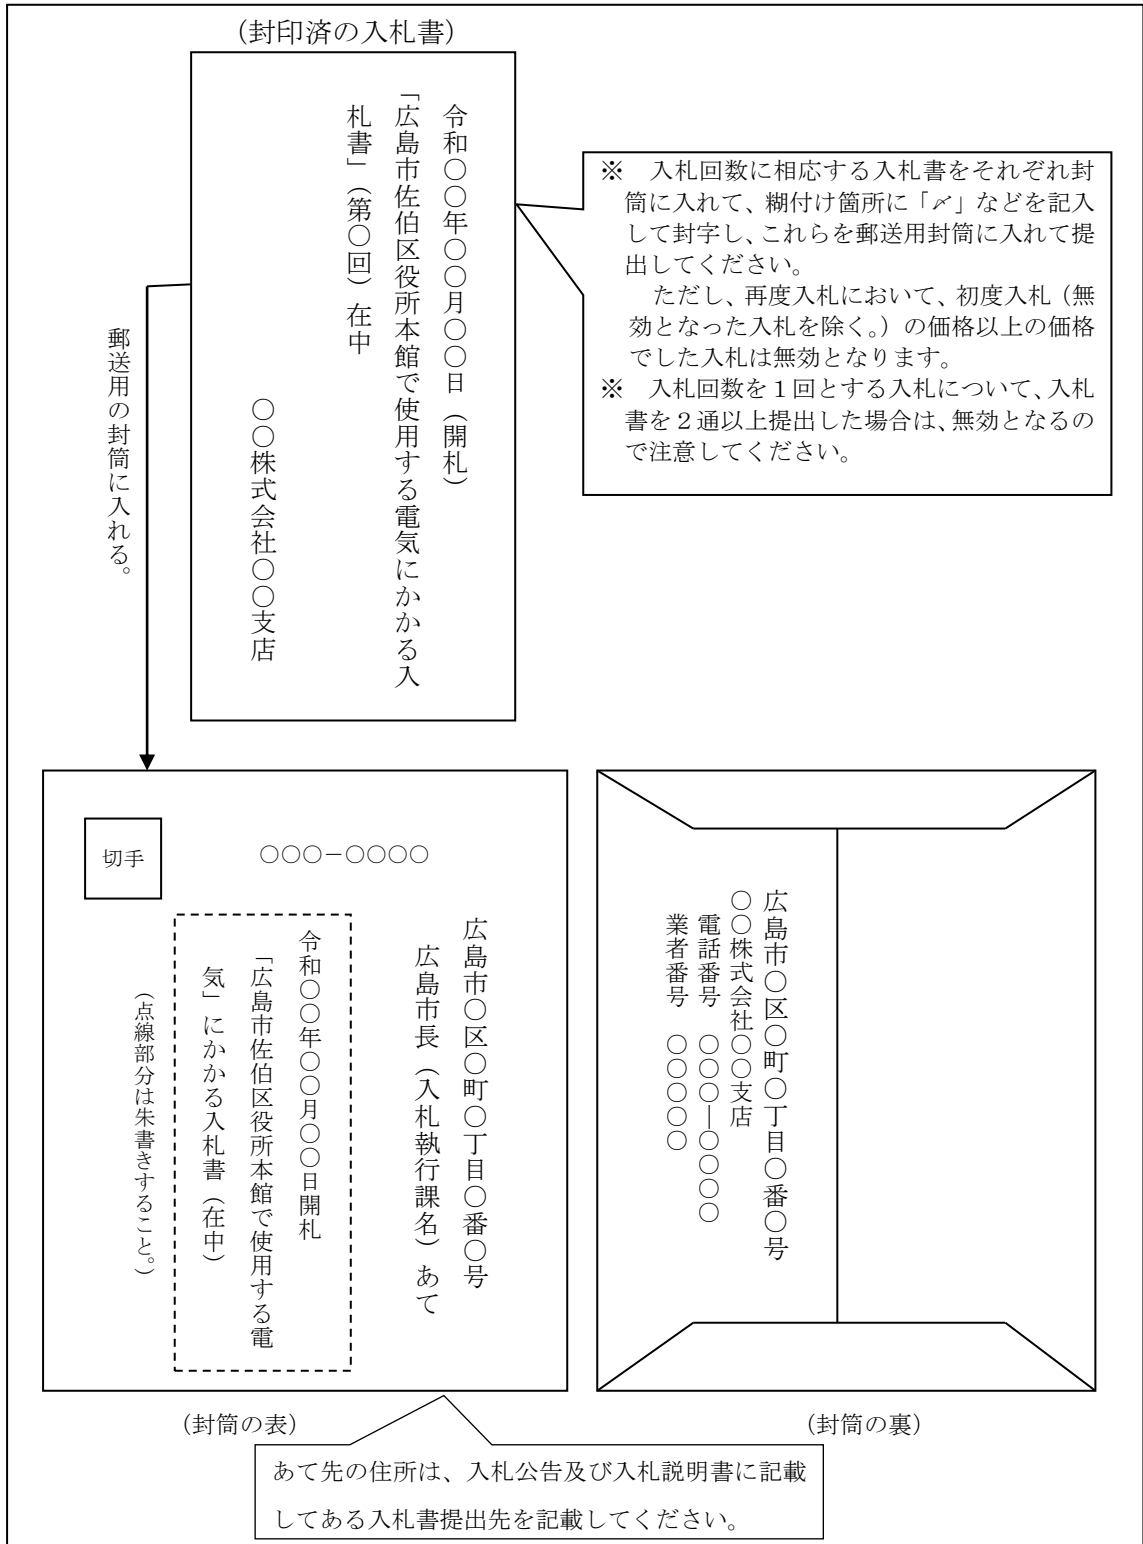 (封印済の入札書)
令和〇〇年〇〇月〇〇日（開札）
「広島市佐伯区役所本館で使用する電気にかかる入
札書」（第〇回）在中
〇〇株式会社〇〇支店
※　入札回数に相応する入札書をそれぞれ封
筒に入れて、糊付け箇所に「〆」などを記入
して封字し、これらを郵送用封筒に入れて提
出してください。
ただし、再度入札において、初度入札（無
効となった入札を除く。）の価格以上の価格
でした入札は無効となります。
※　入札回数を１回とする入札について、入札
書を２通以上提出した場合は、無効となるの
で注意してください。
郵送用の封筒に入れる。
切手
〇〇〇－〇〇〇〇
広島市〇区〇町〇丁目〇番〇号
広島市長（入札執行課名）あて
令和〇〇年〇〇月〇〇日開札
「広島市佐伯区役所本館で使用する電
気」にかかる入札書（在中）
（点線部分は朱書きすること。）
(封筒の表)
広島市〇区〇町〇丁目〇番〇号
〇〇株式会社〇〇支店
電話番号　〇〇〇―〇〇〇〇
業者番号　〇〇〇〇〇
(封筒の裏)
あて先の住所は、入札公告及び入札説明書に記載
してある入札書提出先を記載してください。